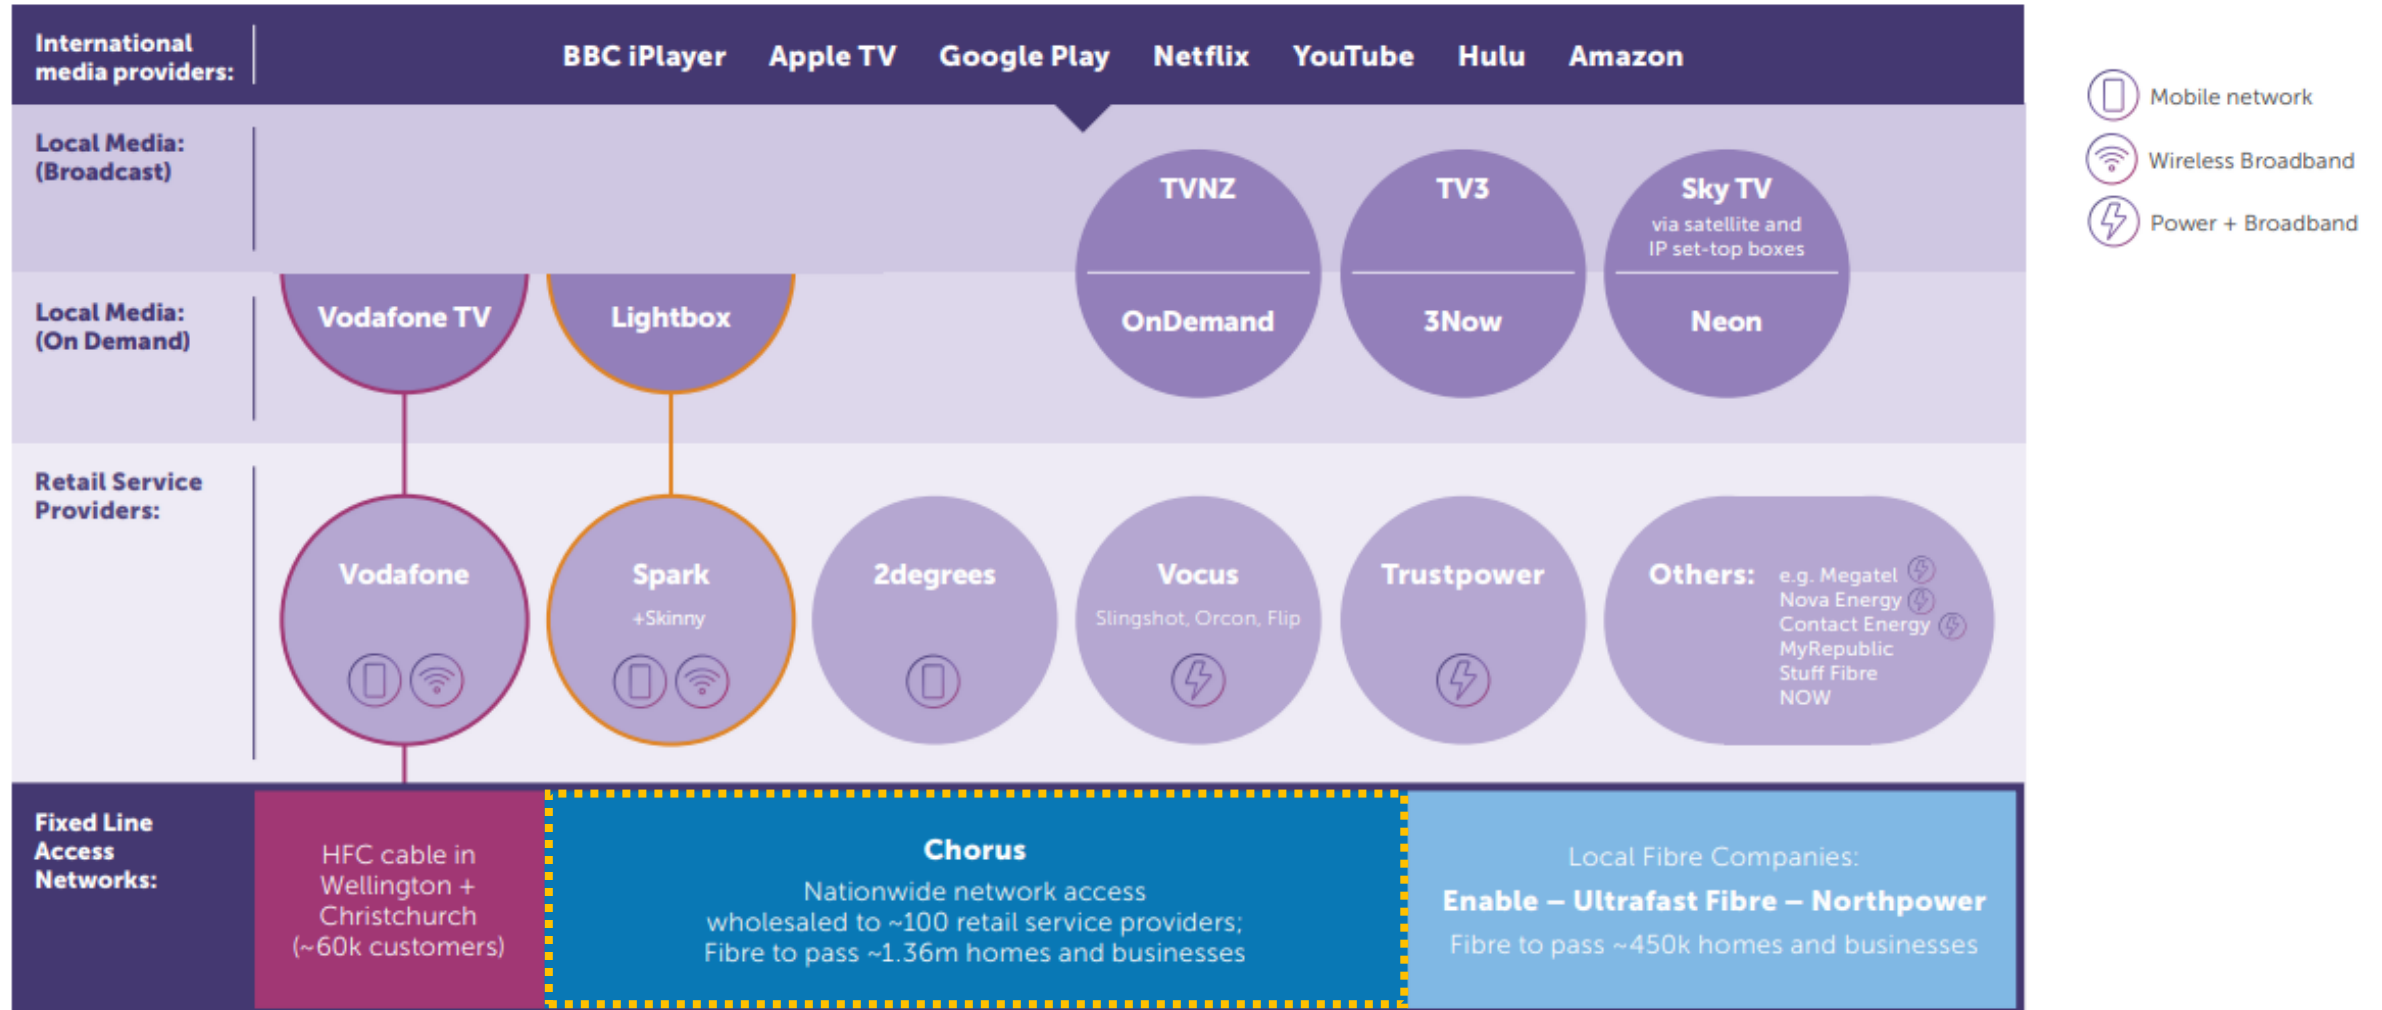 International
media providers:
BBC iPlayer Apple TV Google Play Netflix YouTube Hulu Amazon
Mobile network
Wireless Broadband
Power + Broadband
Local Media:
(Broadcast)
TVNZ
TV3
Sky TV
via satellite and
IP set-top boxes
Local Media:
(On Demand)
Vodafone TV
Lightbox
OnDemand
3Now
Neon
Retail Service
Providers:
Vodafone
Spark
+Skinny
2degrees
Vocus
Slingshot, Orcon, Flip
Trustpower
Others:
e.g. Megatel
Nova Energy
Contact Energy
MyRepublic
Stuff Fibre
NOW
Fixed Line
Access
Networks:
HFC cable in
Wellington +
Christchurch
(~60k customers)
Chorus
Nationwide network access
wholesaled to ~100 retail service providers;
Fibre to pass ~1.36m homes and businesses
Local Fibre Companies:
Enable – Ultrafast Fibre – Northpower
Fibre to pass ~450k homes and businesses